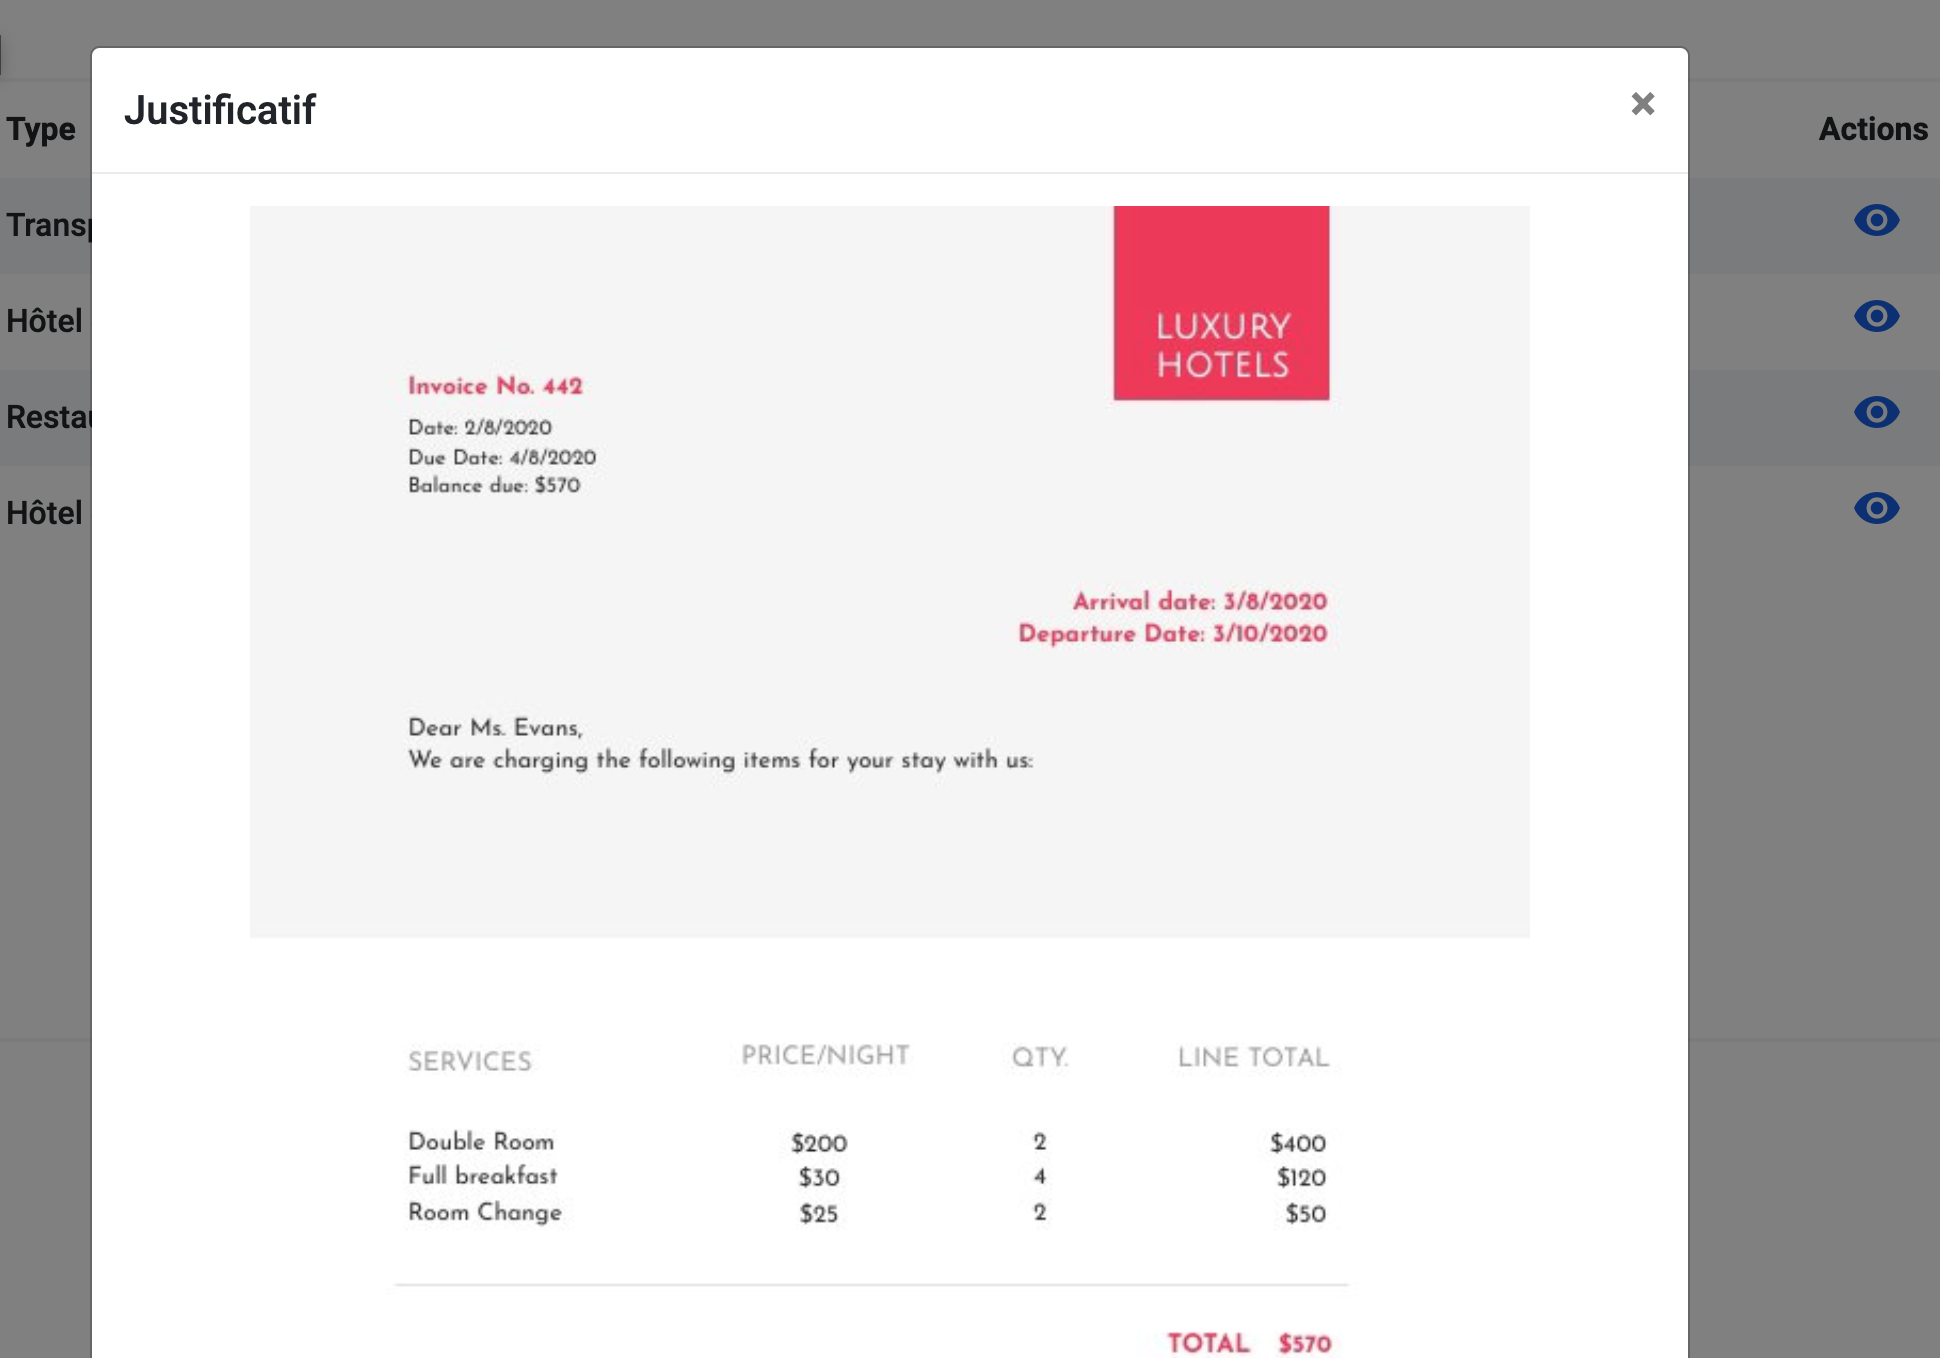 Justificatif
×
Type
Actions
Transp
Hôtel
Restau
Hôtel
LUXURY
HOTELS
Invoice No. 442
Date: 2/8/2020
Due Date: 4/8/2020
Balance due: $570
Arrival date: 3/8/2020
Departure Date: 3/10/2020
Dear Ms. Evans,
We are charging the following items for your stay with us:
SERVICES PRICE/NIGHT QTY. LINE TOTAL
Double Room $200 2 $400
Full breakfast $30 4 $120
Room Change $25 2 $50
TOTAL $570